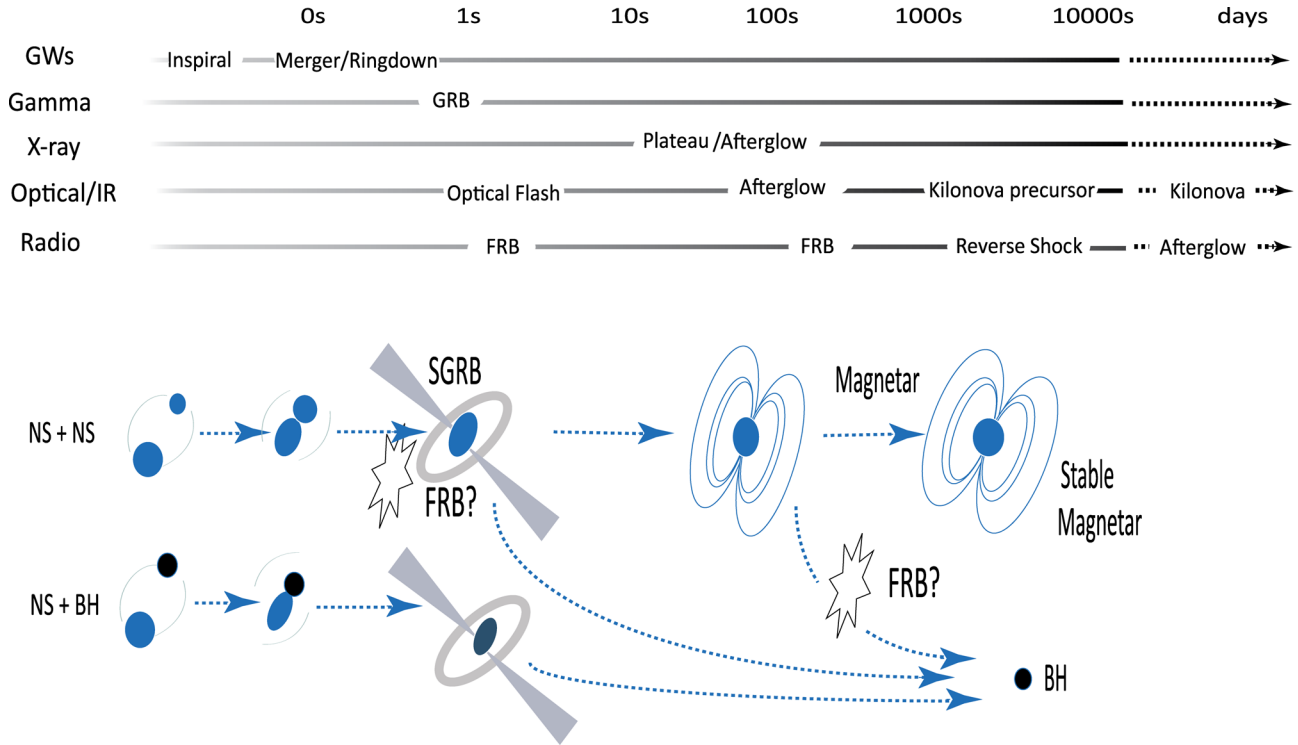 0s 1s 10s 100s 1000s 10000s days
GWs Inspiral Merger/Ringdown
Gamma GRB
X-ray Plateau/Afterglow
Optical/IR Optical Flash Afterglow Kilonova precursor Kilonova
Radio FRB FRB Reverse Shock Afterglow
SGRB
Magnetar
NS + NS
Stable
Magnetar
FRB?
FRB?
NS + BH
BH